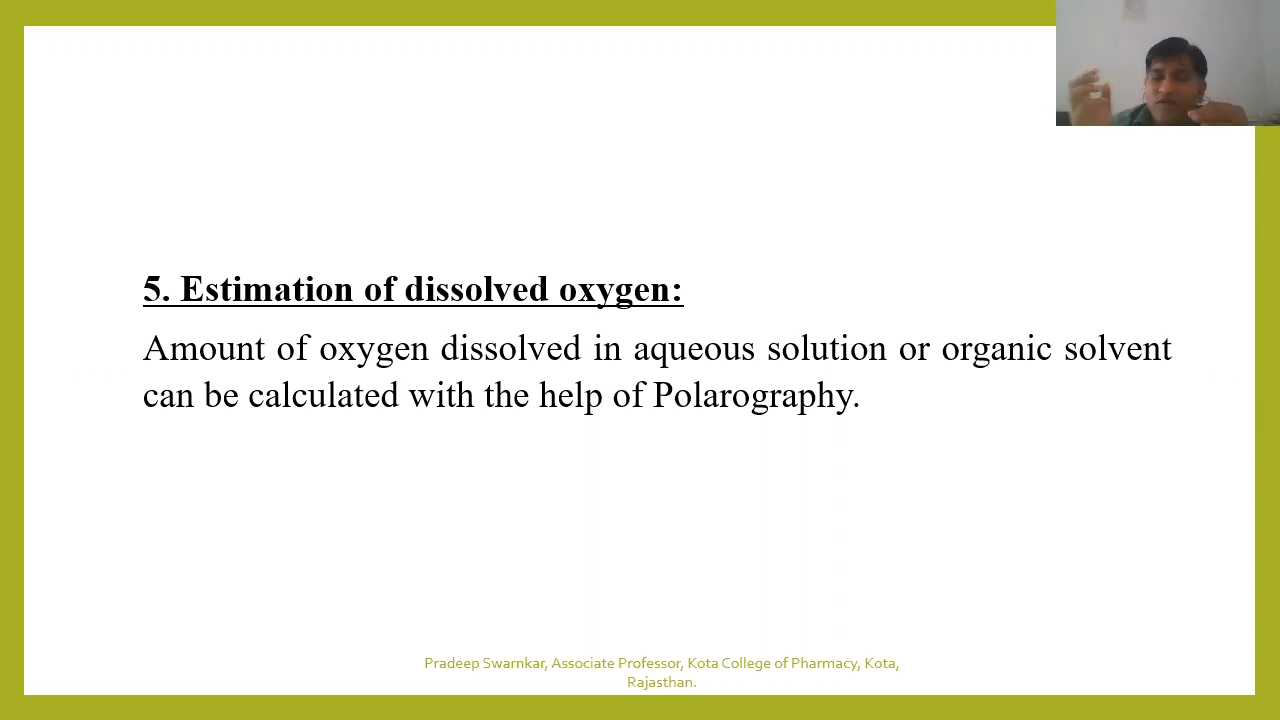 5. Estimation of dissolved oxygen:
Amount of oxygen dissolved in aqueous solution or organic solvent
can be calculated with the help of Polarography.
Pradeep Swarnkar, Associate Professor, Kota College of Pharmacy, Kota,
Rajasthan.